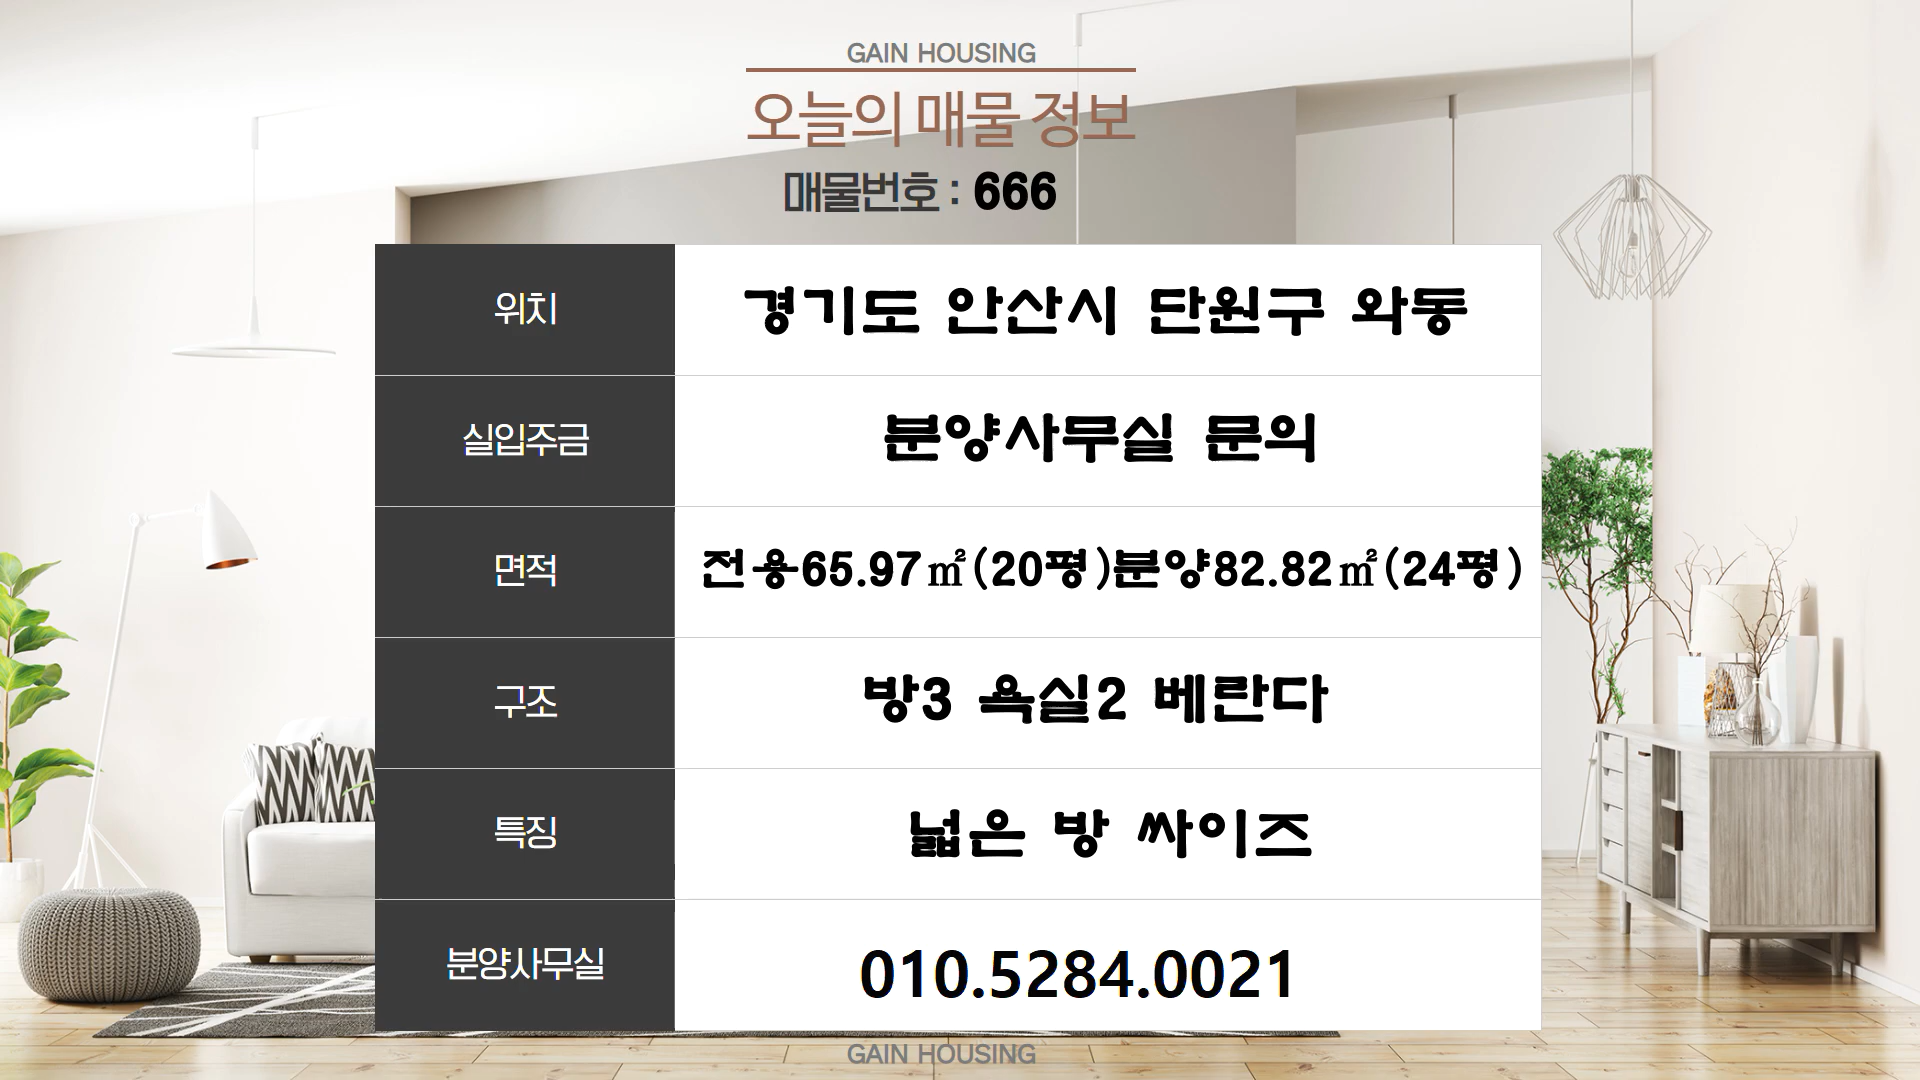 GAIN HOUSING
오늘의 매물 정보
매물번호 : 666
위치 경기도 안산시 단원구 와동
실입주금 분양사무실 문의
면적 전용65.97㎡(20평)분양82.82㎡(24평)
구조 방3 욕실2 베란다
특징 넓은 방 싸이즈
분양사무실 010.5284.0021
GAIN HOUSING